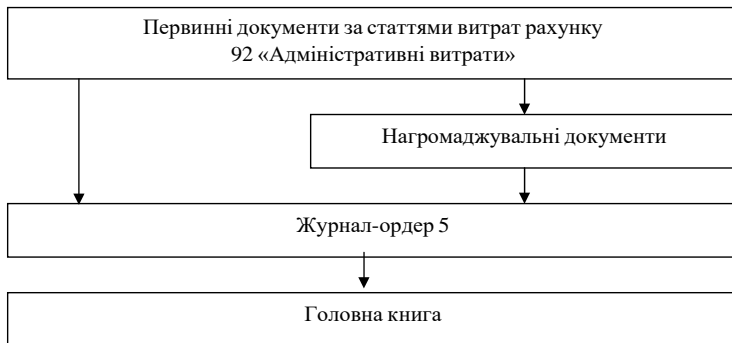 Первинні документи за статтями витрат рахунку
92 «Адміністративні витрати»
Нагромаджувальні документи
Журнал-ордер 5
Головна книга